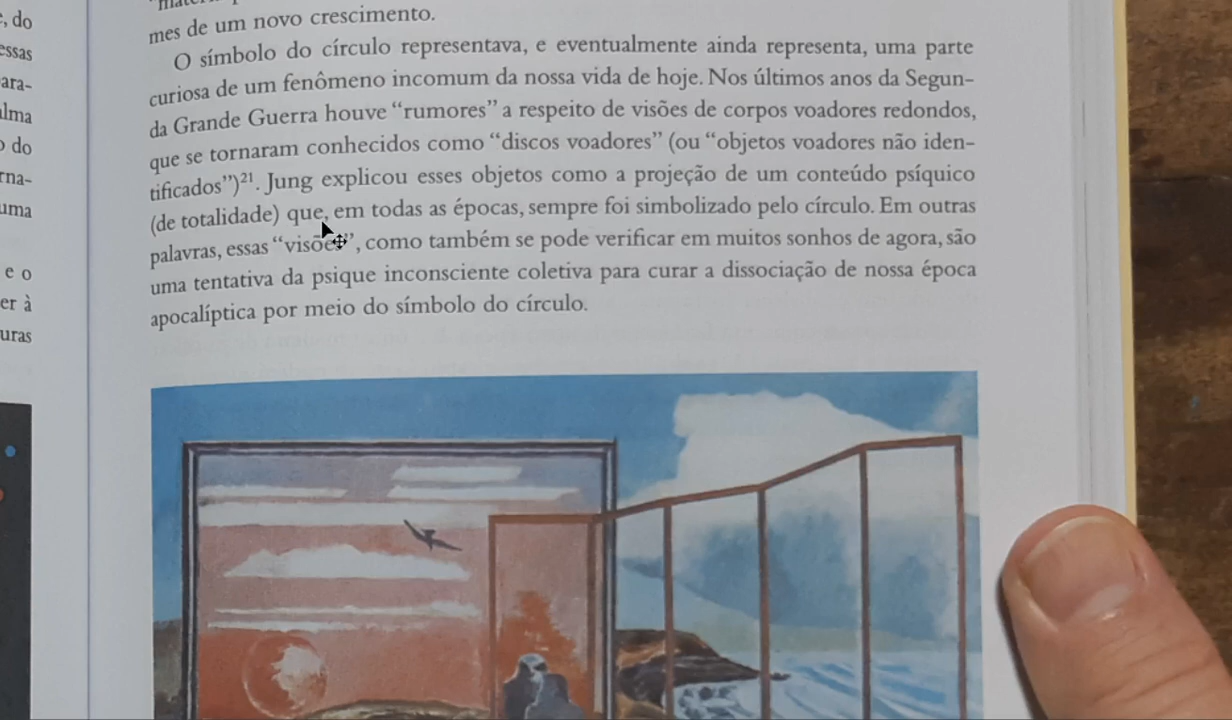 , do
essas
ara-
alma
o do
rna-
uma
e o
er à
uras
mes de um novo crescimento.
O símbolo do círculo representava, e eventualmente ainda representa, uma parte
curiosa de um fenômeno incomum da nossa vida de hoje. Nos últimos anos da Segun-
da Grande Guerra houve “rumores” a respeito de visões de corpos voadores redondos,
que se tornaram conhecidos como “discos voadores” (ou “objetos voadores não iden-
tificados”)²¹. Jung explicou esses objetos como a projeção de um conteúdo psíquico
(de totalidade) que, em todas as épocas, sempre foi simbolizado pelo círculo. Em outras
palavras, essas “visões”, como também se pode verificar em muitos sonhos de agora, são
uma tentativa da psique inconsciente coletiva para curar a dissociação de nossa época
apocalíptica por meio do símbolo do círculo.